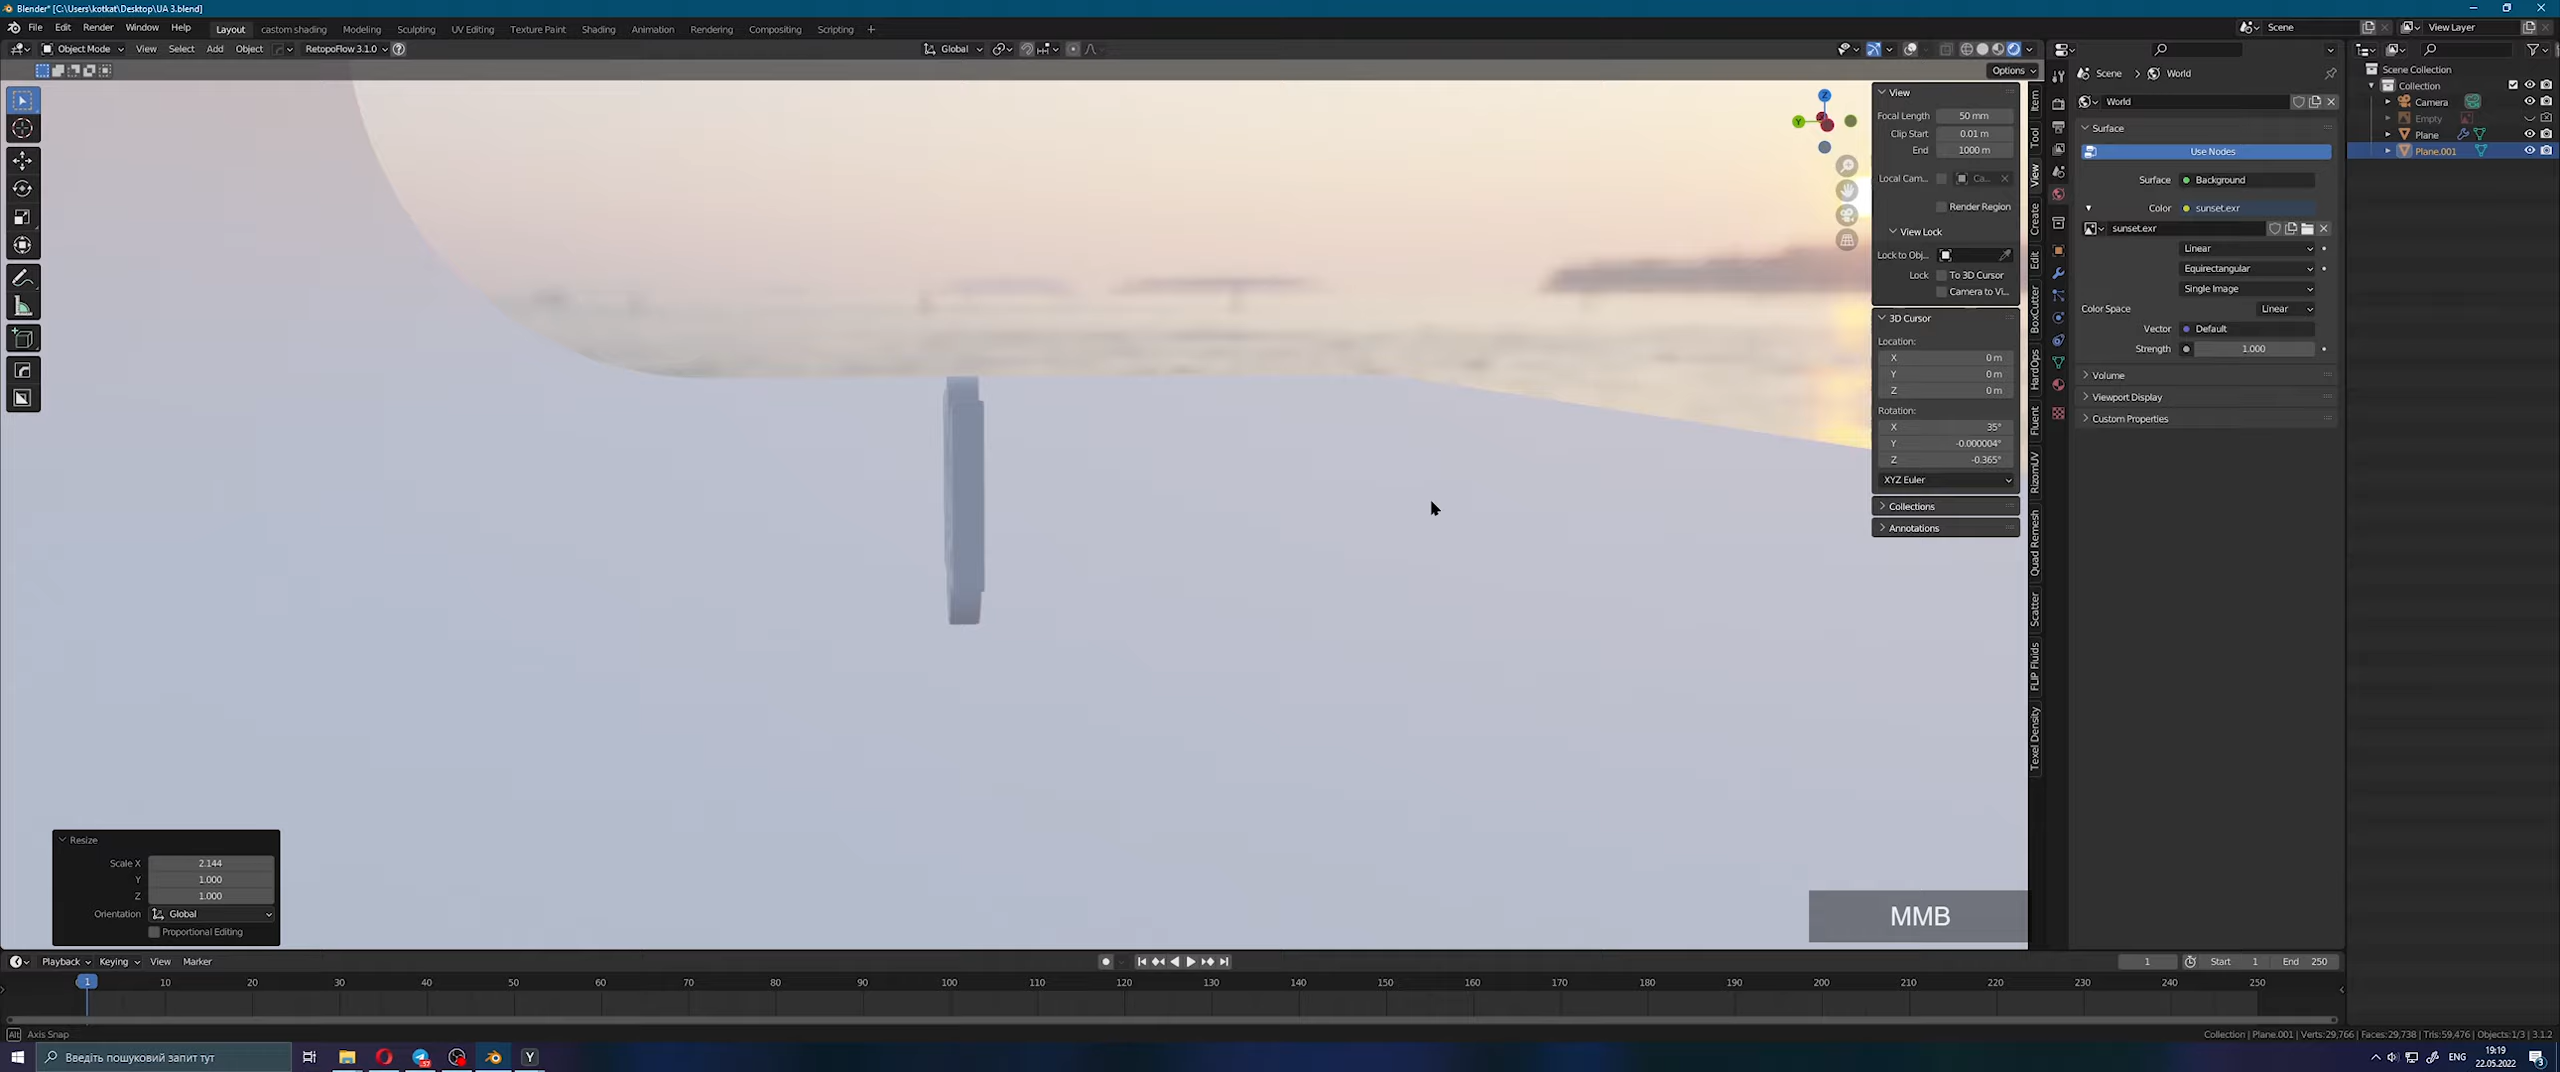 Blender* [C:\Users\kotkat\Desktop\UA 3.blend]
File Edit Render Window Help
Layout custom shading Modeling Sculpting UV Editing Texture Paint Shading Animation Rendering Compositing Scripting +
Scene View Layer
Object Mode View Select Add Object RetopoFlow 3.1.0 Global
Options
View
Focal Length 50 mm
Clip Start 0.01 m
End 1000 m
Local Cam... Ca...
Render Region
View Lock
Lock to Obj...
Lock To 3D Cursor
Camera to Vi...
3D Cursor
Location:
X 0 m
Y 0 m
Z 0 m
Rotation:
X 35°
Y -0.000004°
Z -0.365°
XYZ Euler
Collections
Annotations
Z
Y
Item
Tool
View
Create
Edit
BoxCutter
HardOps
Fluent
RizomUV
Quad Remesh
Scatter
FLIP Fluids
Texel Density
Scene > World
World
Surface
Use Nodes
Surface Background
Color sunset.exr
sunset.exr
Linear
Equirectangular
Single Image
Color Space Linear
Vector Default
Strength 1.000
Volume
Viewport Display
Custom Properties
Scene Collection
Collection
Camera
Empty
Plane
Plane.001
Resize
Scale X 2.144
Y 1.000
Z 1.000
Orientation Global
Proportional Editing
MMB
Playback Keying View Marker
1 Start 1 End 250
1 10 20 30 40 50 60 70 80 90 100 110 120 130 140 150 160 170 180 190 200 210 220 230 240 250
Alt Axis Snap
Collection | Plane.001 | Verts:29,766 | Faces:29,738 | Tris:59,476 | Objects:1/3 | 3.1.2
Введіть пошуковий запит тут
ENG
19:19
22.05.2022